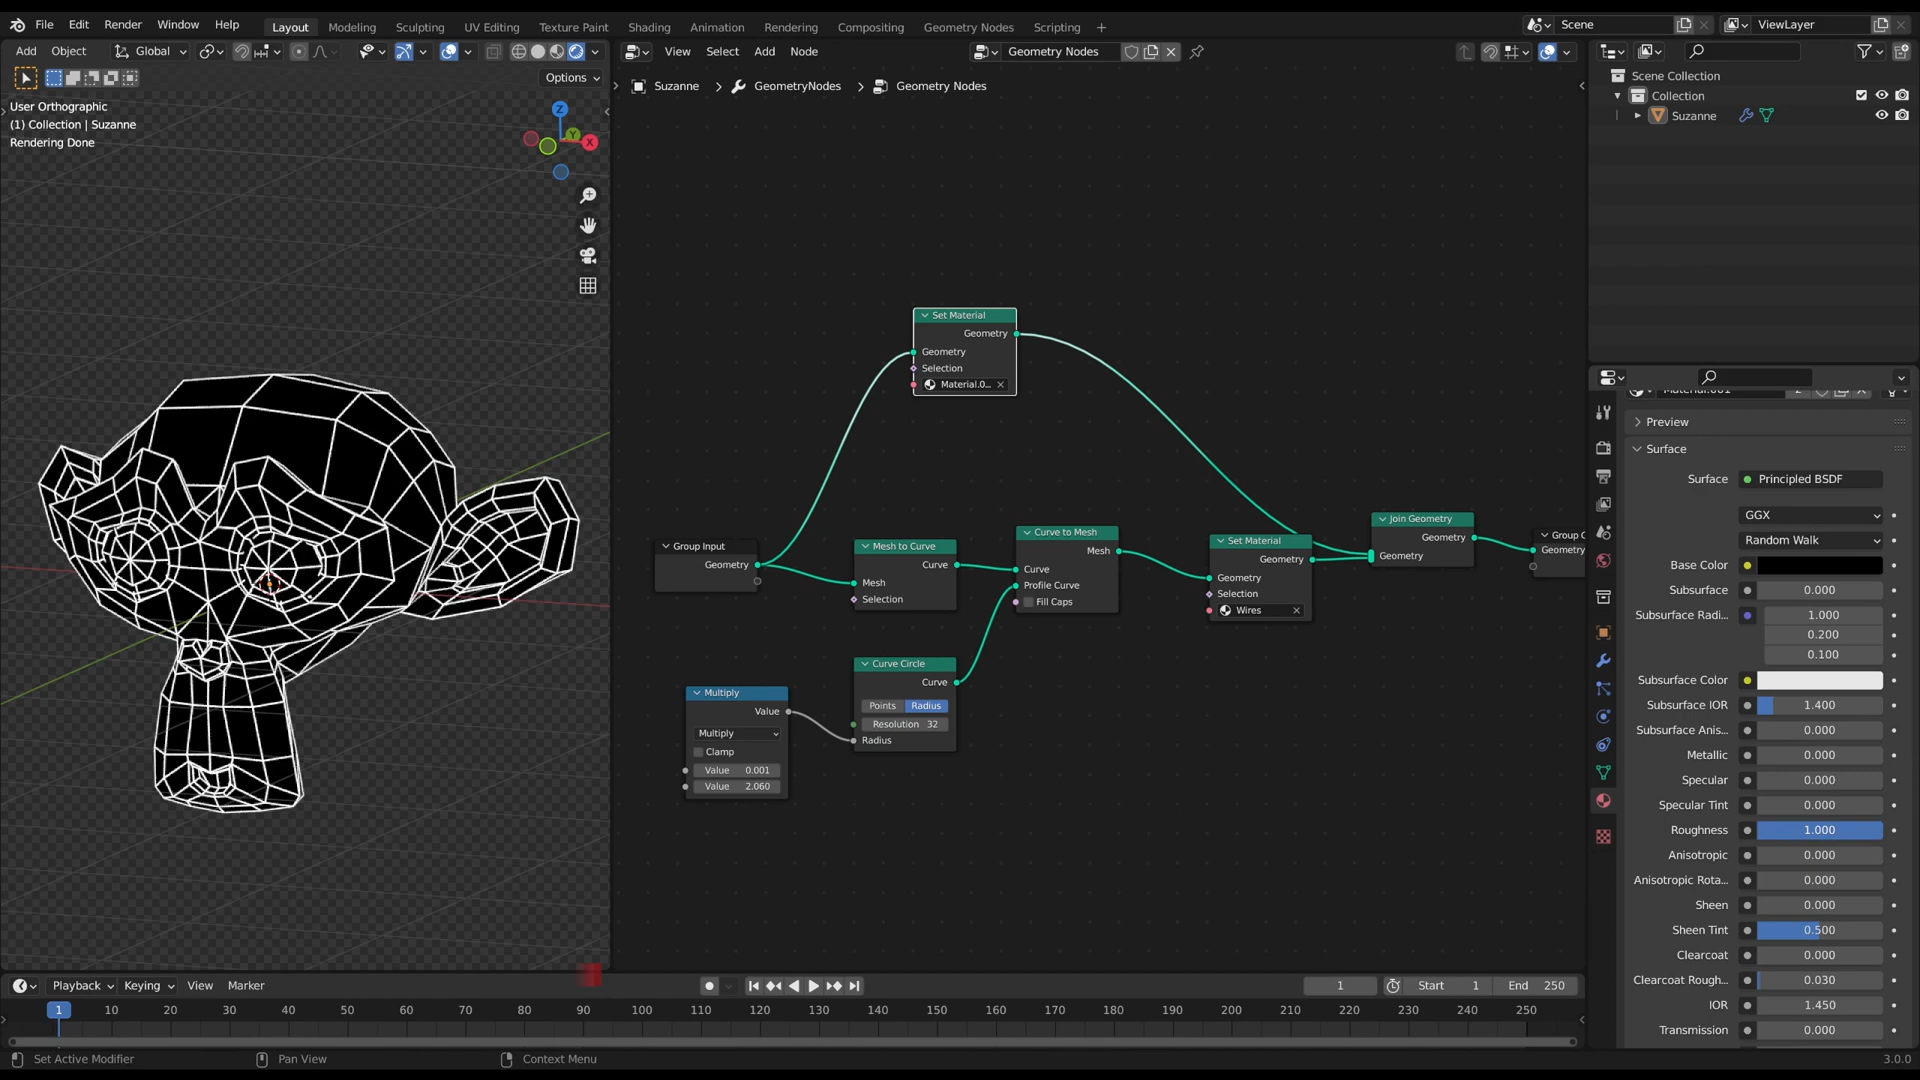 File Edit Render Window Help Layout Modeling Sculpting UV Editing Texture Paint Shading Animation Rendering Compositing Geometry Nodes Scripting + Scene ViewLayer
Add Object Global View Select Add Node Geometry Nodes
Options
Suzanne > GeometryNodes > Geometry Nodes
User Orthographic
(1) Collection | Suzanne
Rendering Done
Z
Y
X
Scene Collection
Collection
Suzanne
Set Material
Geometry
Geometry
Selection
Material.0...
Group Input
Geometry
Mesh to Curve
Curve
Mesh
Selection
Curve to Mesh
Mesh
Curve
Profile Curve
Fill Caps
Set Material
Geometry
Geometry
Selection
Wires
Join Geometry
Geometry
Geometry
Geometry
Curve Circle
Curve
Points Radius
Resolution 32
Radius
Multiply
Value
Multiply
Clamp
Value 0.001
Value 2.060
Preview
Surface
Surface Principled BSDF
GGX
Random Walk
Base Color
Subsurface 0.000
Subsurface Radi... 1.000
0.200
0.100
Subsurface Color
Subsurface IOR 1.400
Subsurface Anis... 0.000
Metallic 0.000
Specular 0.000
Specular Tint 0.000
Roughness 1.000
Anisotropic 0.000
Anisotropic Rota... 0.000
Sheen 0.000
Sheen Tint 0.500
Clearcoat 0.000
Clearcoat Rough... 0.030
IOR 1.450
Transmission 0.000
Playback Keying View Marker 1 Start 1 End 250
1 10 20 30 40 50 60 70 80 90 100 110 120 130 140 150 160 170 180 190 200 210 220 230 240 250
Set Active Modifier Pan View Context Menu 3.0.0